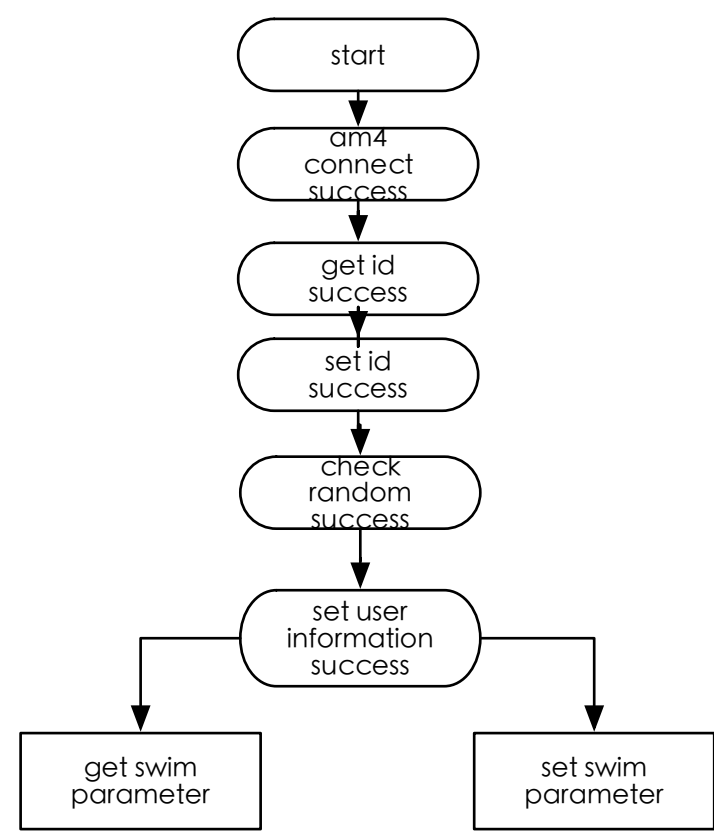 start
am4
connect
success
get id
success
set id
success
check
random
success
set user
information
success
get swim
parameter
set swim
parameter